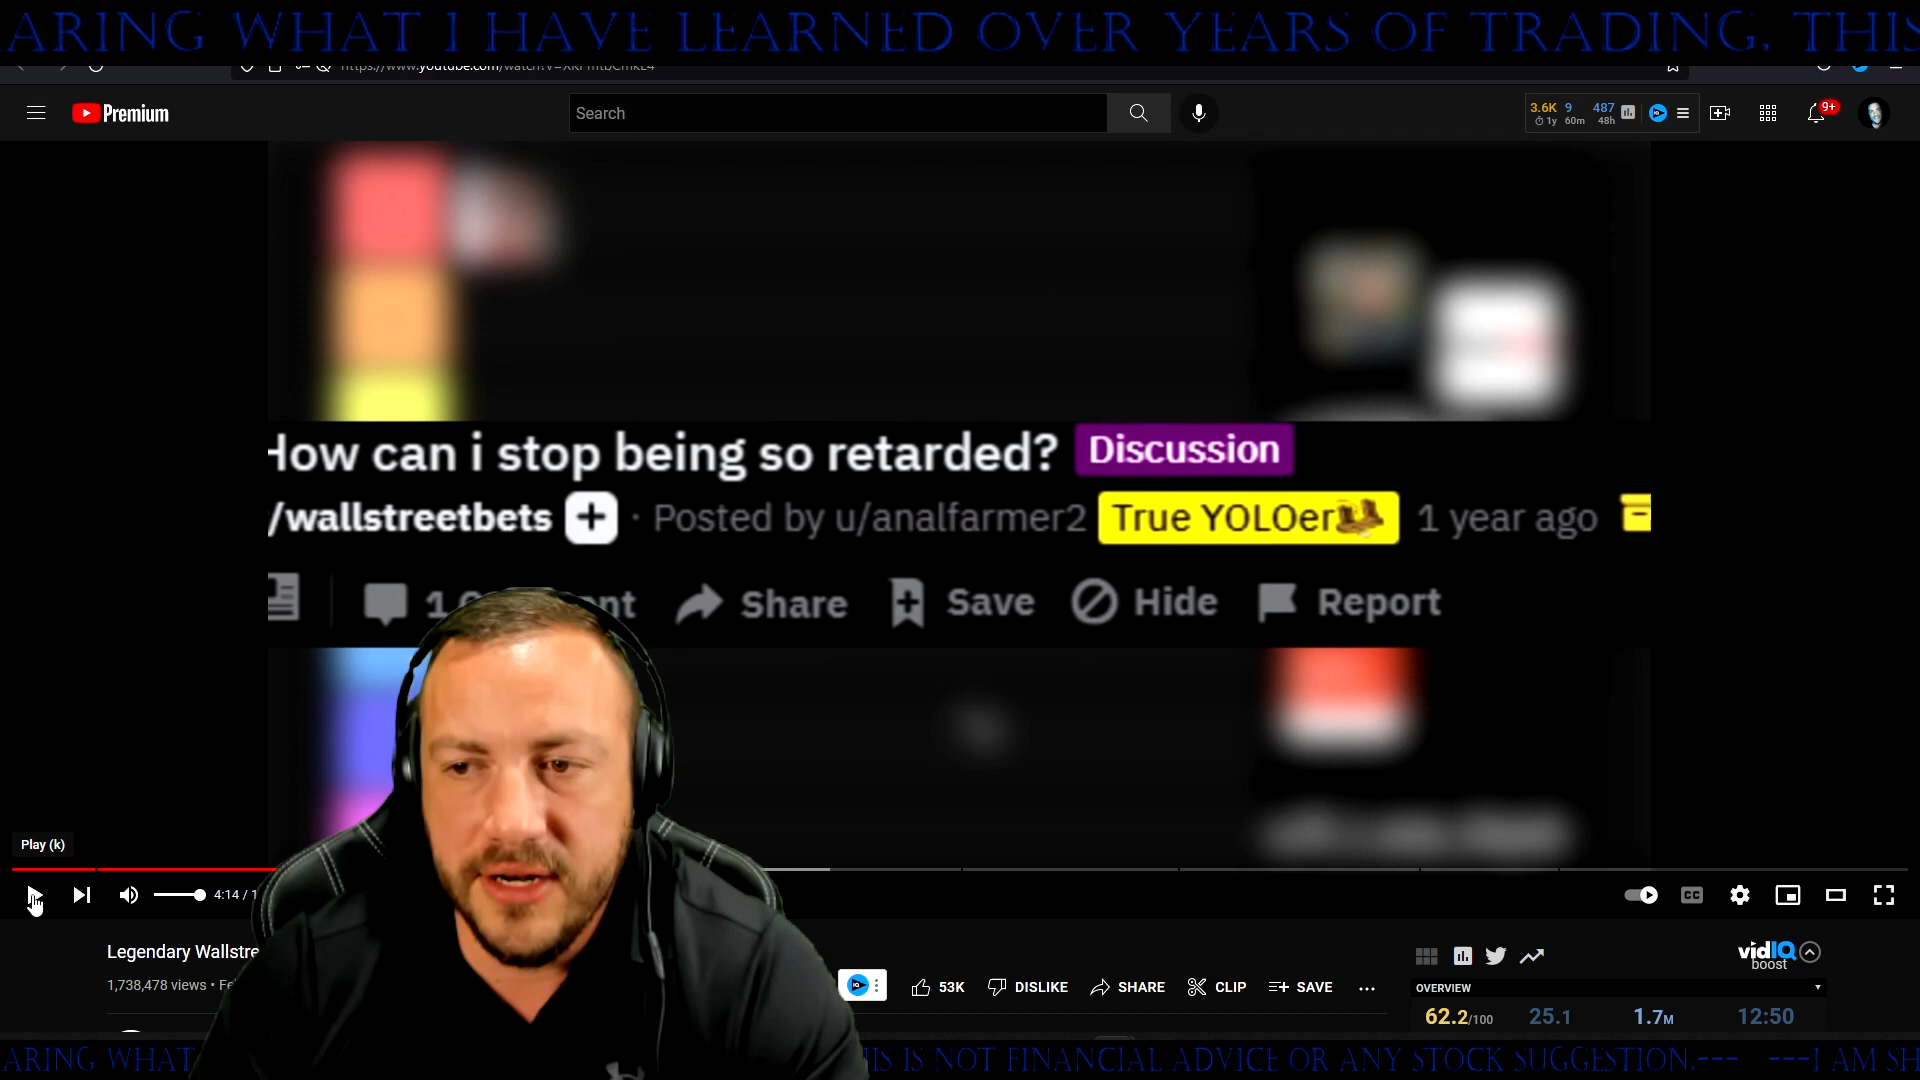 ARING WHAT I HAVE LEARNED OVER YEARS OF TRADING. THIS
Premium
Search
3.6K 9 487
1y 60m 48h
9+
How can i stop being so retarded? Discussion
/wallstreetbets · Posted by u/analfarmer2 True YOLOer 1 year ago
Share Save Hide Report
Play (k)
4:14 / 1
CC
Legendary Wallstre
vidIQ
boost
1,738,478 views • Fe
53K DISLIKE SHARE CLIP SAVE
OVERVIEW
62.2/100 25.1 1.7M 12:50
ARING WHAT IS IS NOT FINANCIAL ADVICE OR ANY STOCK SUGGESTION.--- ---I AM SH